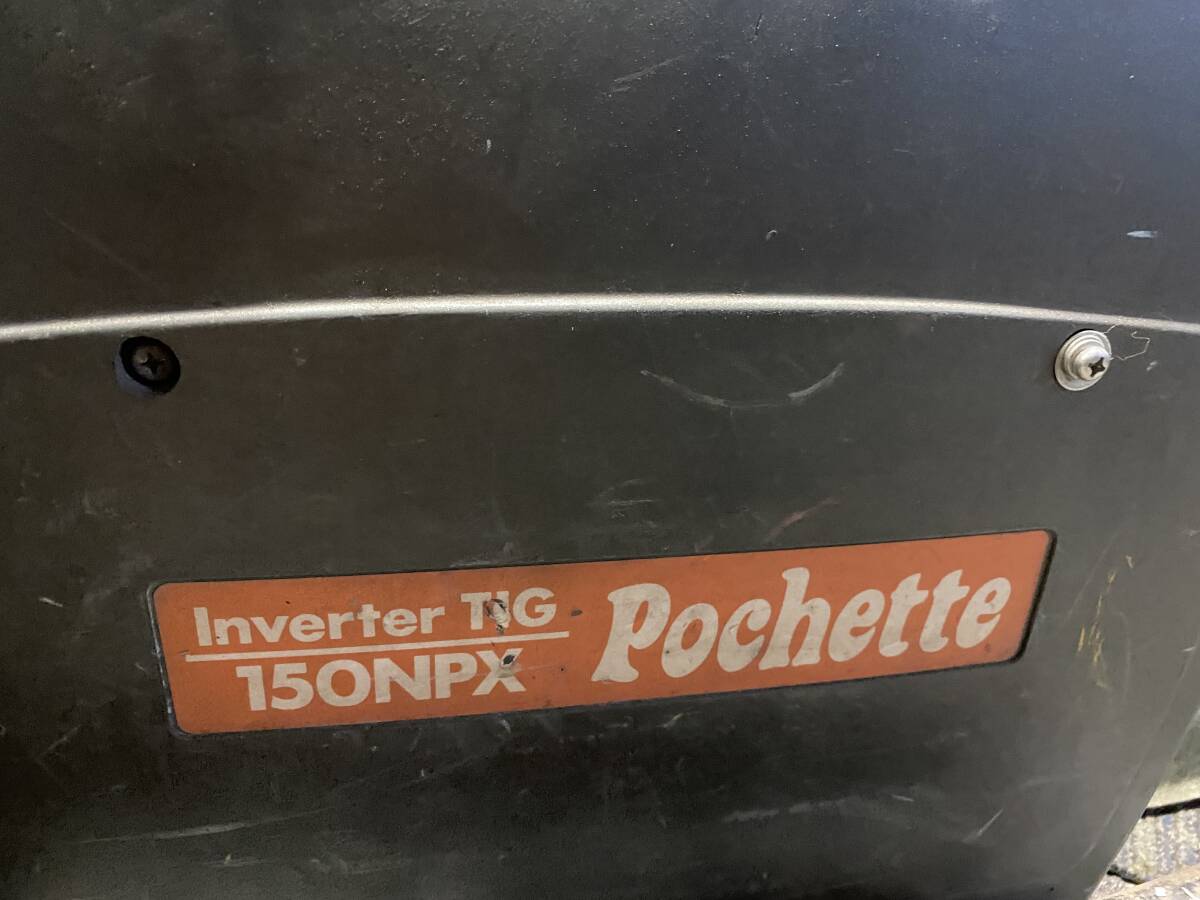 Inverter TIG
150NPX
Pochette